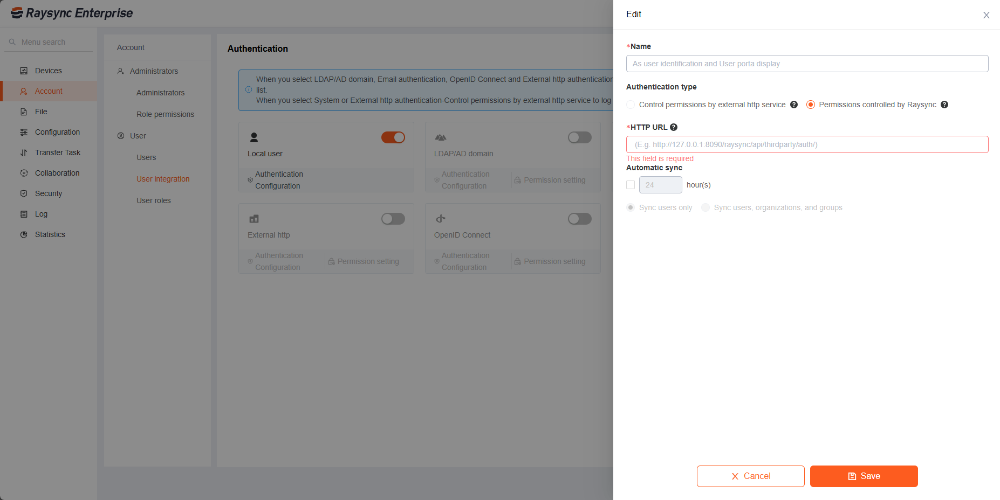 Raysync Enterprise
Menu search
Devices
Account
File
Configuration
Transfer Task
Collaboration
Security
Log
Statistics
Account
Administrators
Administrators
Role permissions
User
Users
User integration
User roles
Authentication
When you select LDAP/AD domain, Email authentication, OpenID Connect and External http authentication
list.
When you select System or External http authentication-Control permissions by external http service to log
Local user
Authentication
Configuration
LDAP/AD domain
Authentication
Configuration
Permission setting
External http
Authentication
Configuration
Permission setting
OpenID Connect
Authentication
Configuration
Permission setting
Edit
*Name
As user identification and User porta display
Authentication type
Control permissions by external http service
Permissions controlled by Raysync
*HTTP URL
(E.g. http://127.0.0.1:8090/raysync/api/thirdparty/auth/)
This field is required
Automatic sync
24 hour(s)
Sync users only
Sync users, organizations, and groups
Cancel
Save